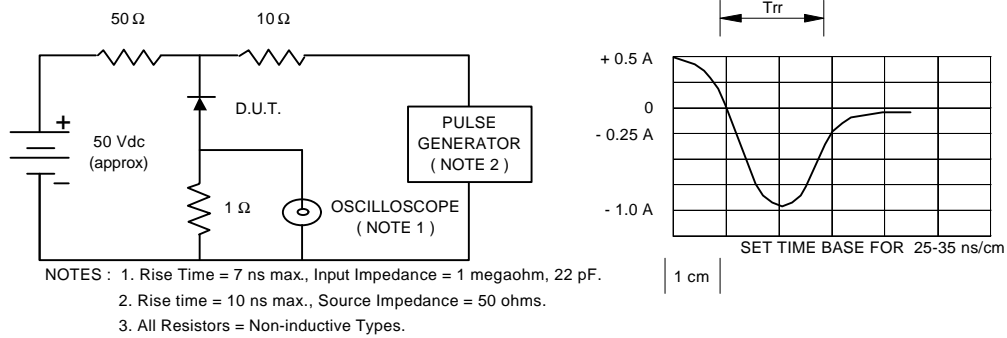 50 Ω
10 Ω
+
50 Vdc
(approx)
−
D.U.T.
1 Ω
OSCILLOSCOPE
( NOTE 1 )
PULSE
GENERATOR
( NOTE 2 )
Trr
+ 0.5 A
0
- 0.25 A
- 1.0 A
SET TIME BASE FOR 25-35 ns/cm
1 cm
NOTES : 1. Rise Time = 7 ns max., Input Impedance = 1 megaohm, 22 pF.
2. Rise time = 10 ns max., Source Impedance = 50 ohms.
3. All Resistors = Non-inductive Types.